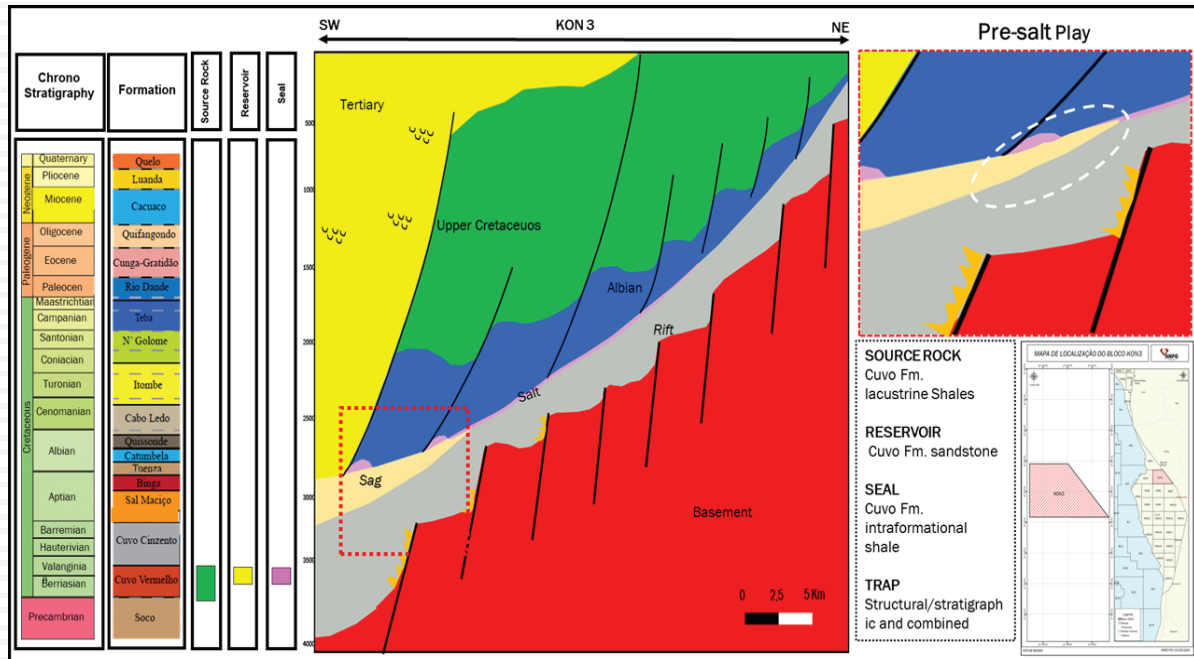 SW
KON 3
NE
Pre-salt Play
Chrono
Stratigraphy
Formation
Source Rock
Reservoir
Seal
Neogene
Paleogene
Cretaceous
Quaternary
Pliocene
Miocene
Oligocene
Eocene
Paleocen
Maastrichtian
Campanian
Santonian
Coniacian
Turonian
Cenomanian
Albian
Aptian
Barremian
Hauterivian
Valanginia
Berriasian
Precambrian
Quelo
Luanda
Cacuaco
Quifangondo
Cunga-Gratidão
Rio Dande
Teba
N' Golome
Itombe
Cabo Ledo
Quissonde
Catumbela
Tuenza
Binga
Sal Maciço
Cuvo Cinzento
Cuvo Vermelho
Soco
500
1000
1500
2000
2500
3000
3500
4000
Tertiary
Upper Cretaceuos
Albian
Rift
Salt
Sag
Basement
0 2,5 5 Km
SOURCE ROCK
Cuvo Fm.
lacustrine Shales
RESERVOIR
Cuvo Fm. sandstone
SEAL
Cuvo Fm.
intraformational
shale
TRAP
Structural/stratigraph
ic and combined
MAPA DE LOCALIZAÇÃO DO BLOCO KON3
ANPG
KON3